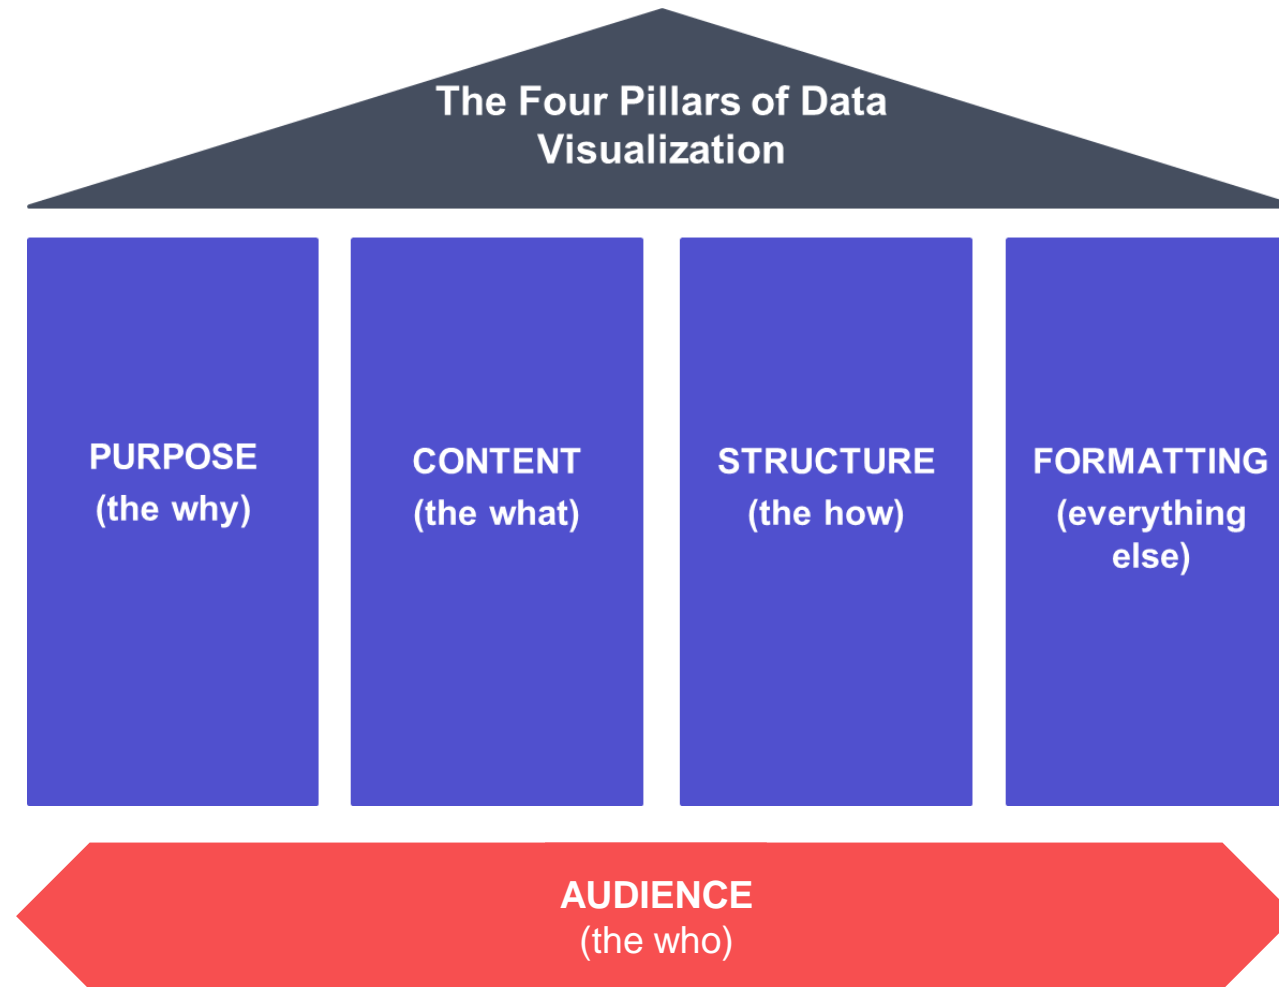 The Four Pillars of Data
Visualization
PURPOSE
(the why)
CONTENT
(the what)
STRUCTURE
(the how)
FORMATTING
(everything
else)
AUDIENCE
(the who)